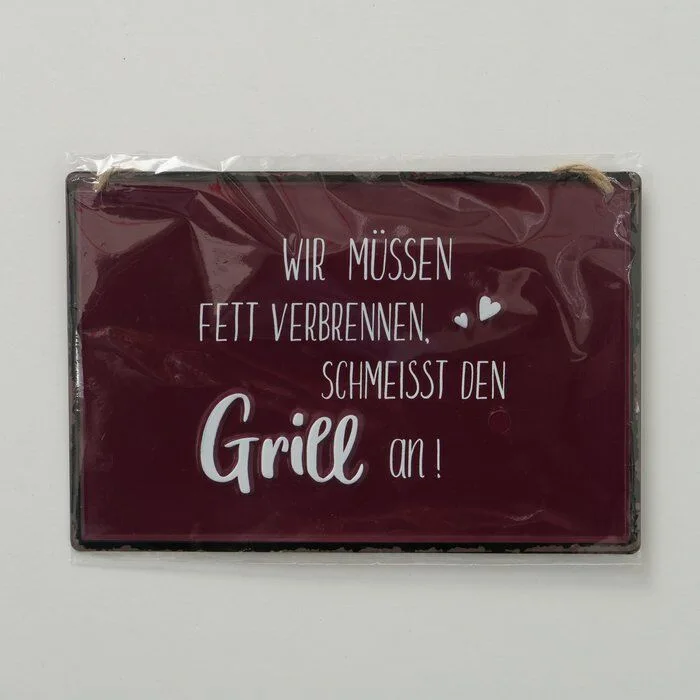 WIR MÜSSEN
FETT VERBRENNEN,
SCHMEISST DEN
Grill an!